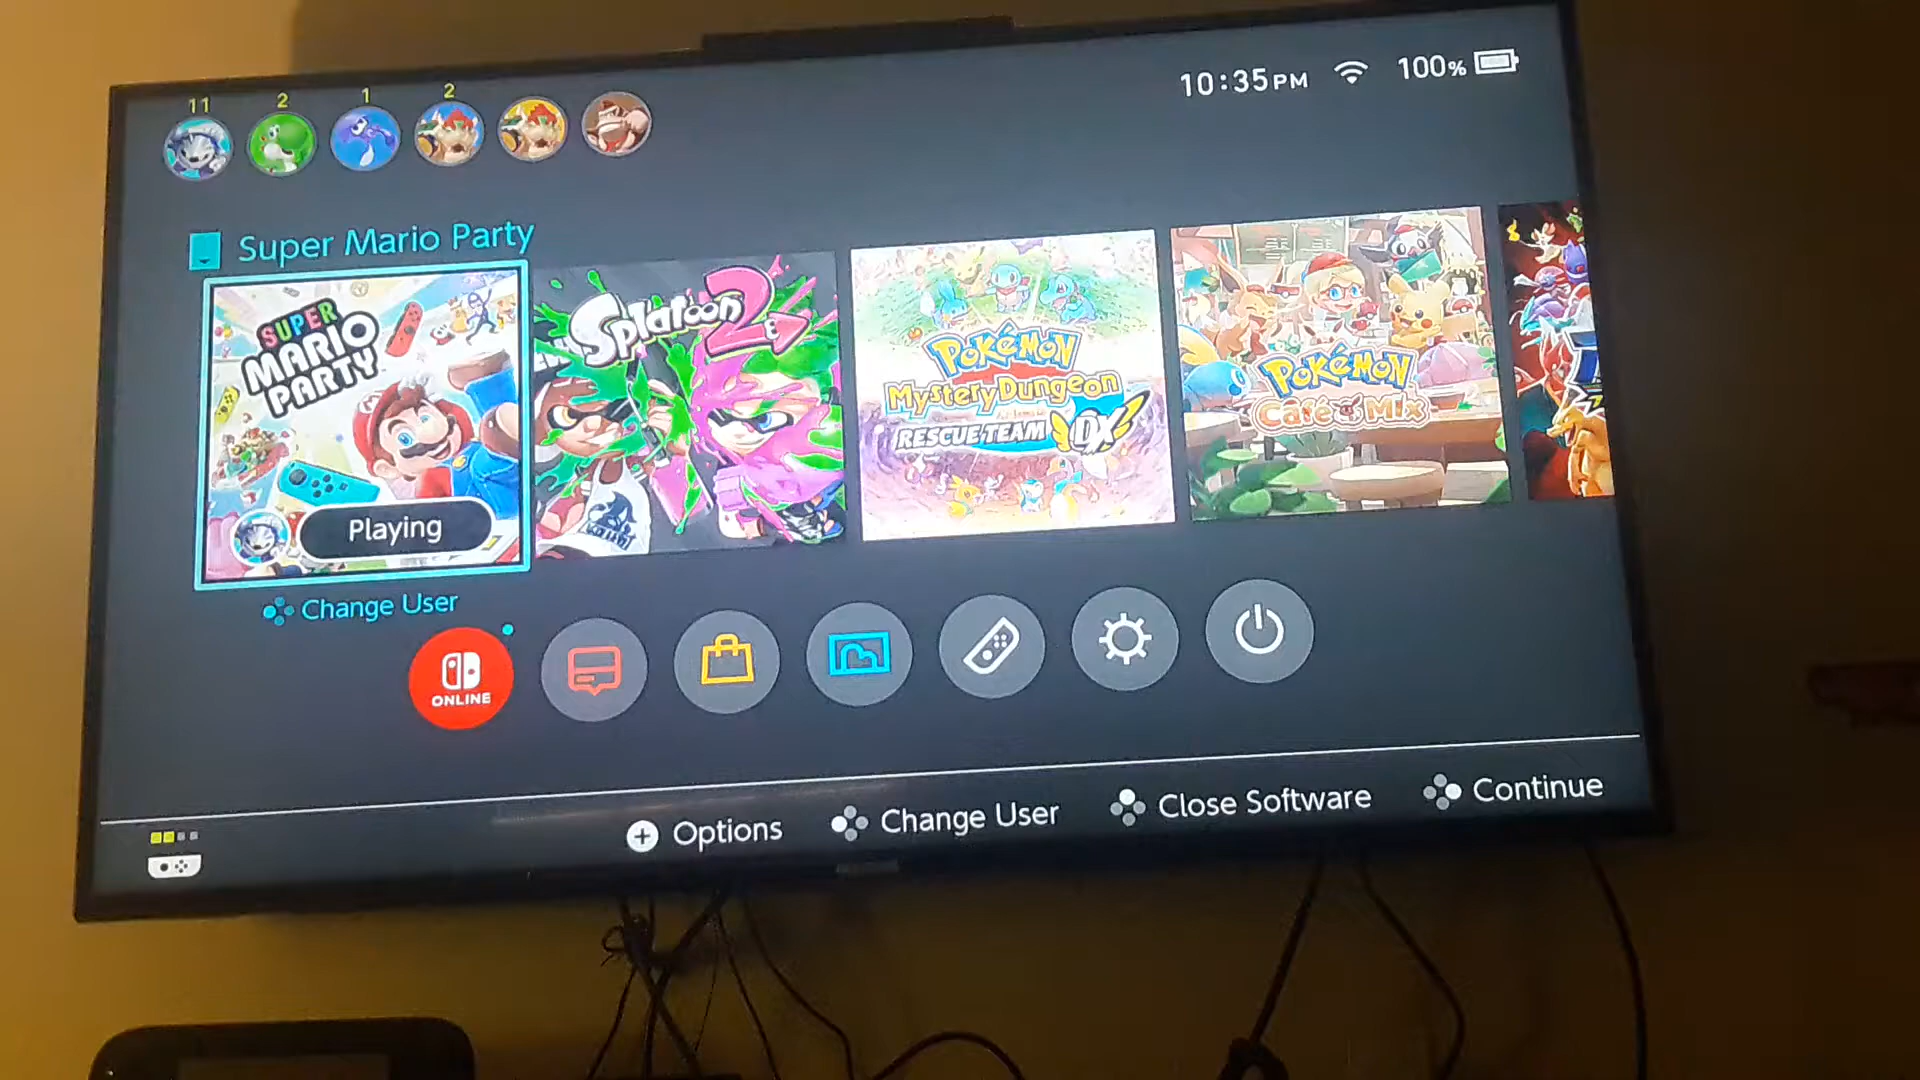 11 2 1 2
10:35PM 100%
Super Mario Party
SUPER
MARIO
PARTY
Playing
Splatoon 2
POKéMON
Mystery Dungeon
RESCUE TEAM DX
POKéMON
Café Mix
Change User
ONLINE
Options Change User Close Software Continue